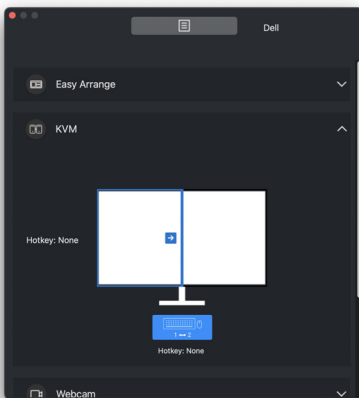 Dell
Easy Arrange
KVM
Hotkey: None
1 ↔ 2
Hotkey: None
Webcam